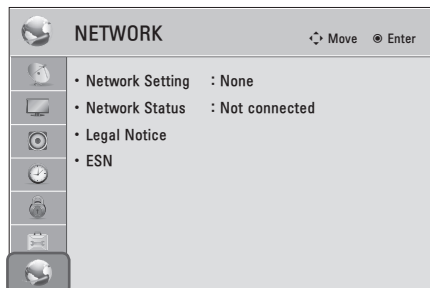 NETWORK
Move Enter
• Network Setting : None
• Network Status : Not connected
• Legal Notice
• ESN